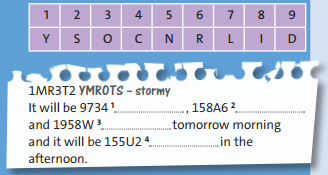 1 2 3 4 5 6 7 8 9
Y S O C N R L I D
1MR3T2 YMROTS – stormy
It will be 9734 1.........................., 158A6 2..........................
and 1958W 3..........................tomorrow morning
and it will be 155U2 4..........................in the
afternoon.